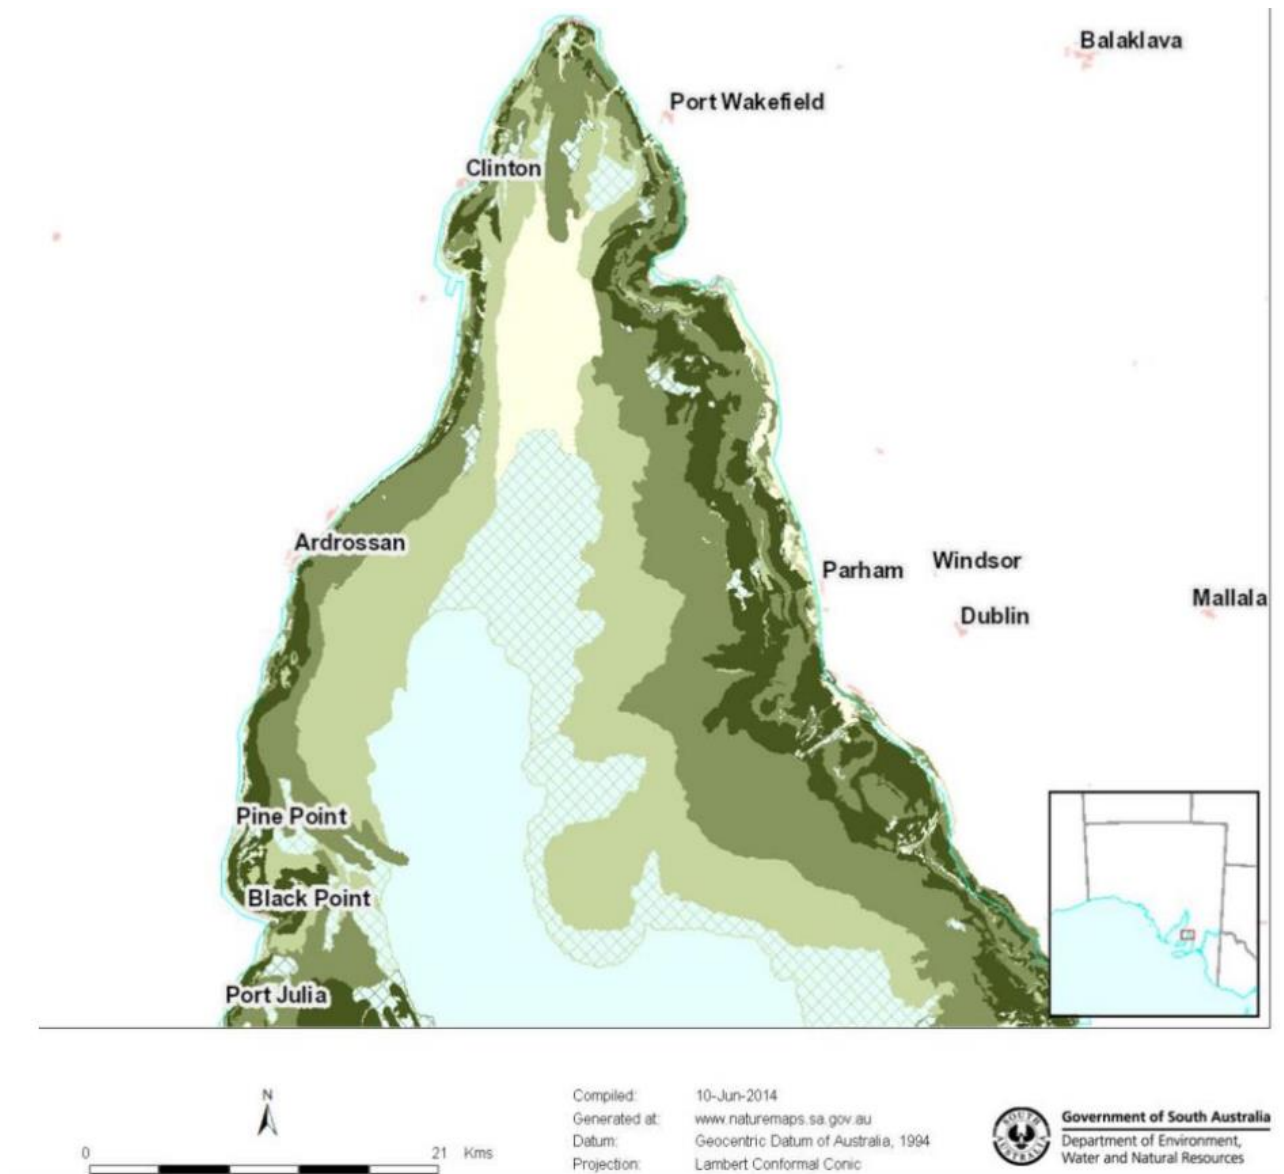 Balaklava
Port Wakefield
Clinton
Ardrossan
Parham
Windsor
Dublin
Mallala
Pine Point
Black Point
Port Julia
N
0 21 Kms
Compiled: 10-Jun-2014
Generated at: www.naturemaps.sa.gov.au
Datum: Geocentric Datum of Australia, 1994
Projection: Lambert Conformal Conic
SOUTH AUSTRALIA
Government of South Australia
Department of Environment,
Water and Natural Resources